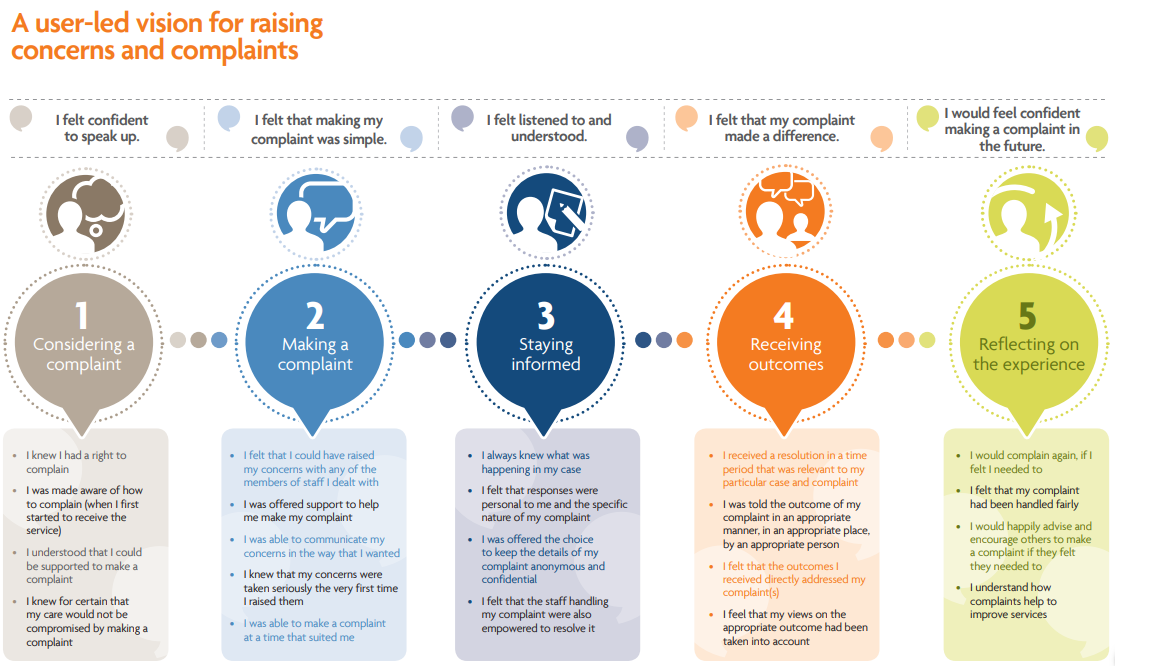 A user-led vision for raising
concerns and complaints
I felt confident
to speak up.
I felt that making my
complaint was simple.
I felt listened to and
understood.
I felt that my complaint
made a difference.
I would feel confident
making a complaint in
the future.
1
Considering a
complaint
2
Making a
complaint
3
Staying
informed
4
Receiving
outcomes
5
Reflecting on
the experience
• I knew I had a right to
complain
• I was made aware of how
to complain (when I first
started to receive the
service)
• I understood that I could
be supported to make a
complaint
• I knew for certain that
my care would not be
compromised by making a
complaint
• I felt that I could have raised
my concerns with any of the
members of staff I dealt with
• I was offered support to help
me make my complaint
• I was able to communicate my
concerns in the way that I wanted
• I knew that my concerns were
taken seriously the very first time
I raised them
• I was able to make a complaint
at a time that suited me
• I always knew what was
happening in my case
• I felt that responses were
personal to me and the specific
nature of my complaint
• I was offered the choice
to keep the details of my
complaint anonymous and
confidential
• I felt that the staff handling
my complaint were also
empowered to resolve it
• I received a resolution in a time
period that was relevant to my
particular case and complaint
• I was told the outcome of my
complaint in an appropriate
manner, in an appropriate place,
by an appropriate person
• I felt that the outcomes I
received directly addressed my
complaint(s)
• I feel that my views on the
appropriate outcome had been
taken into account
• I would complain again, if I
felt I needed to
• I felt that my complaint
had been handled fairly
• I would happily advise and
encourage others to make
a complaint if they felt
they needed to
• I understand how
complaints help to
improve services